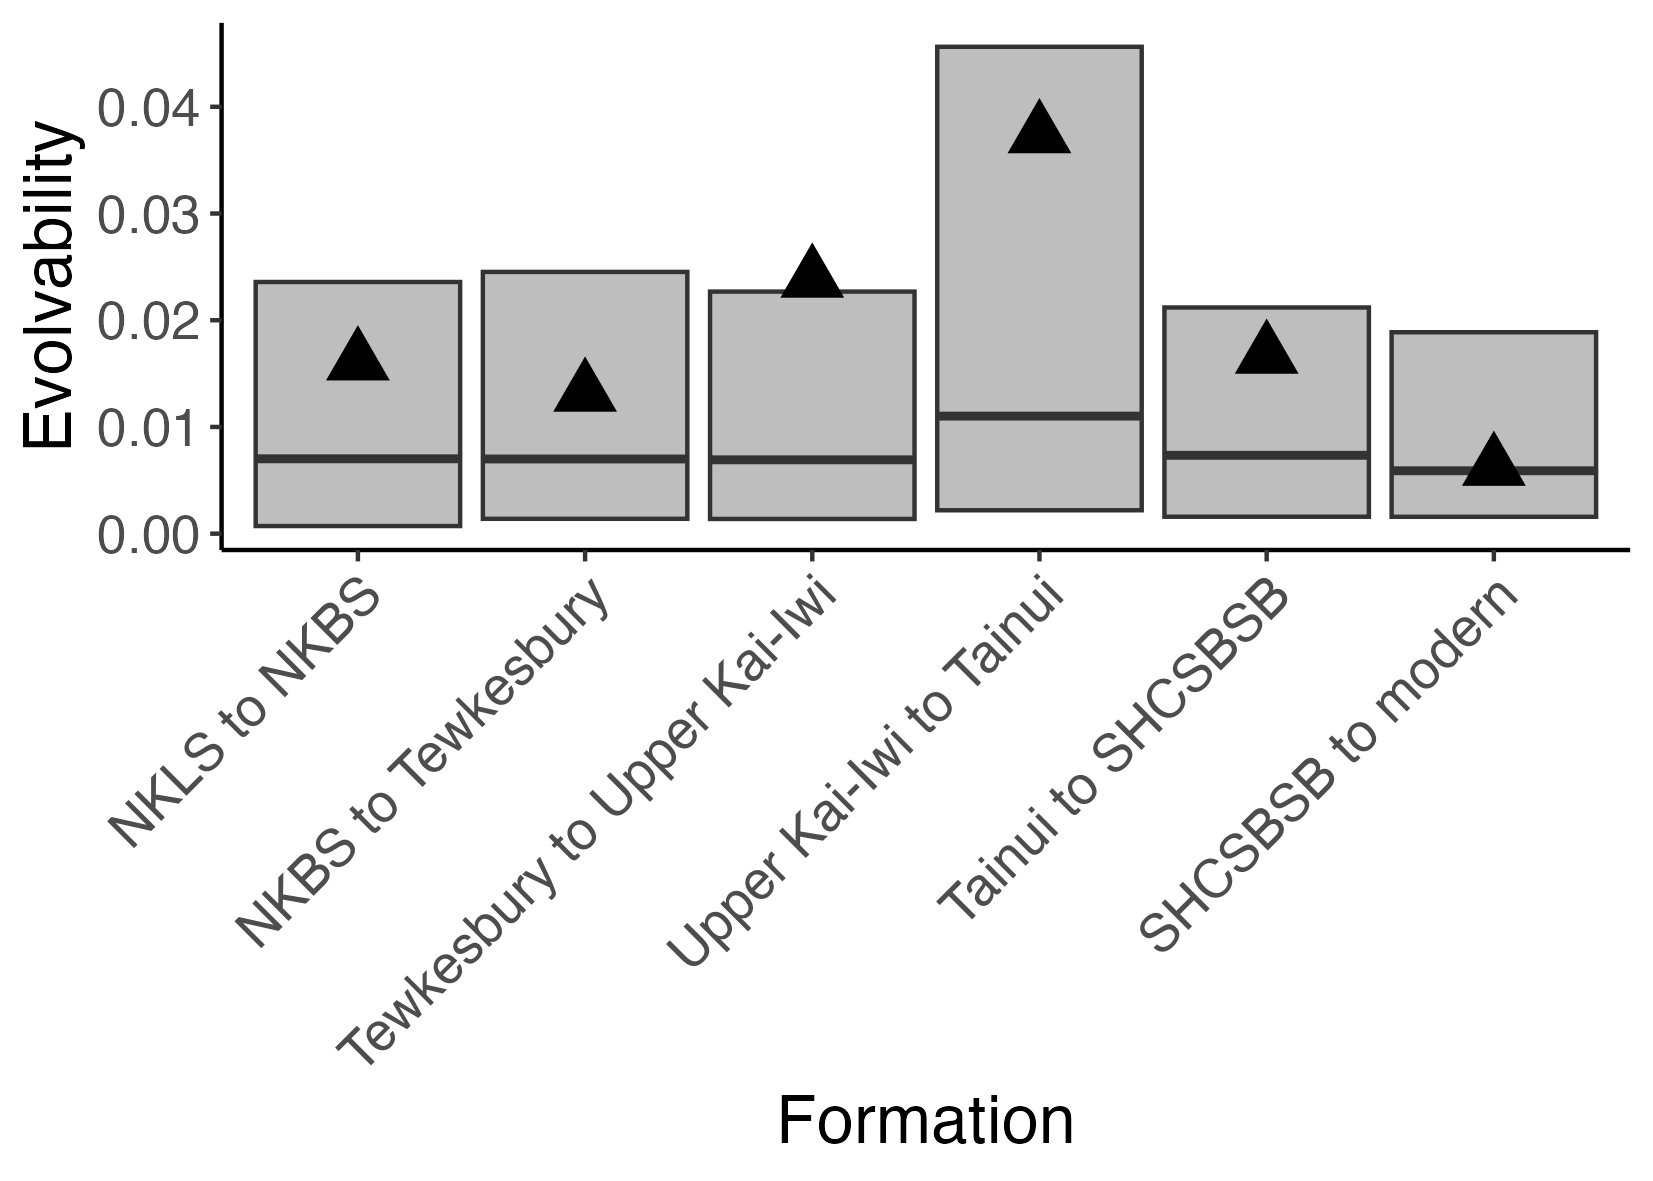 Evolvability
0.04
0.03
0.02
0.01
0.00
NKLS to NKBS
NKBS to Tewkesbury
Tewkesbury to Upper Kai-Iwi
Upper Kai-Iwi to Tainui
Tainui to SHCSBSB
SHCSBSB to modern
Formation